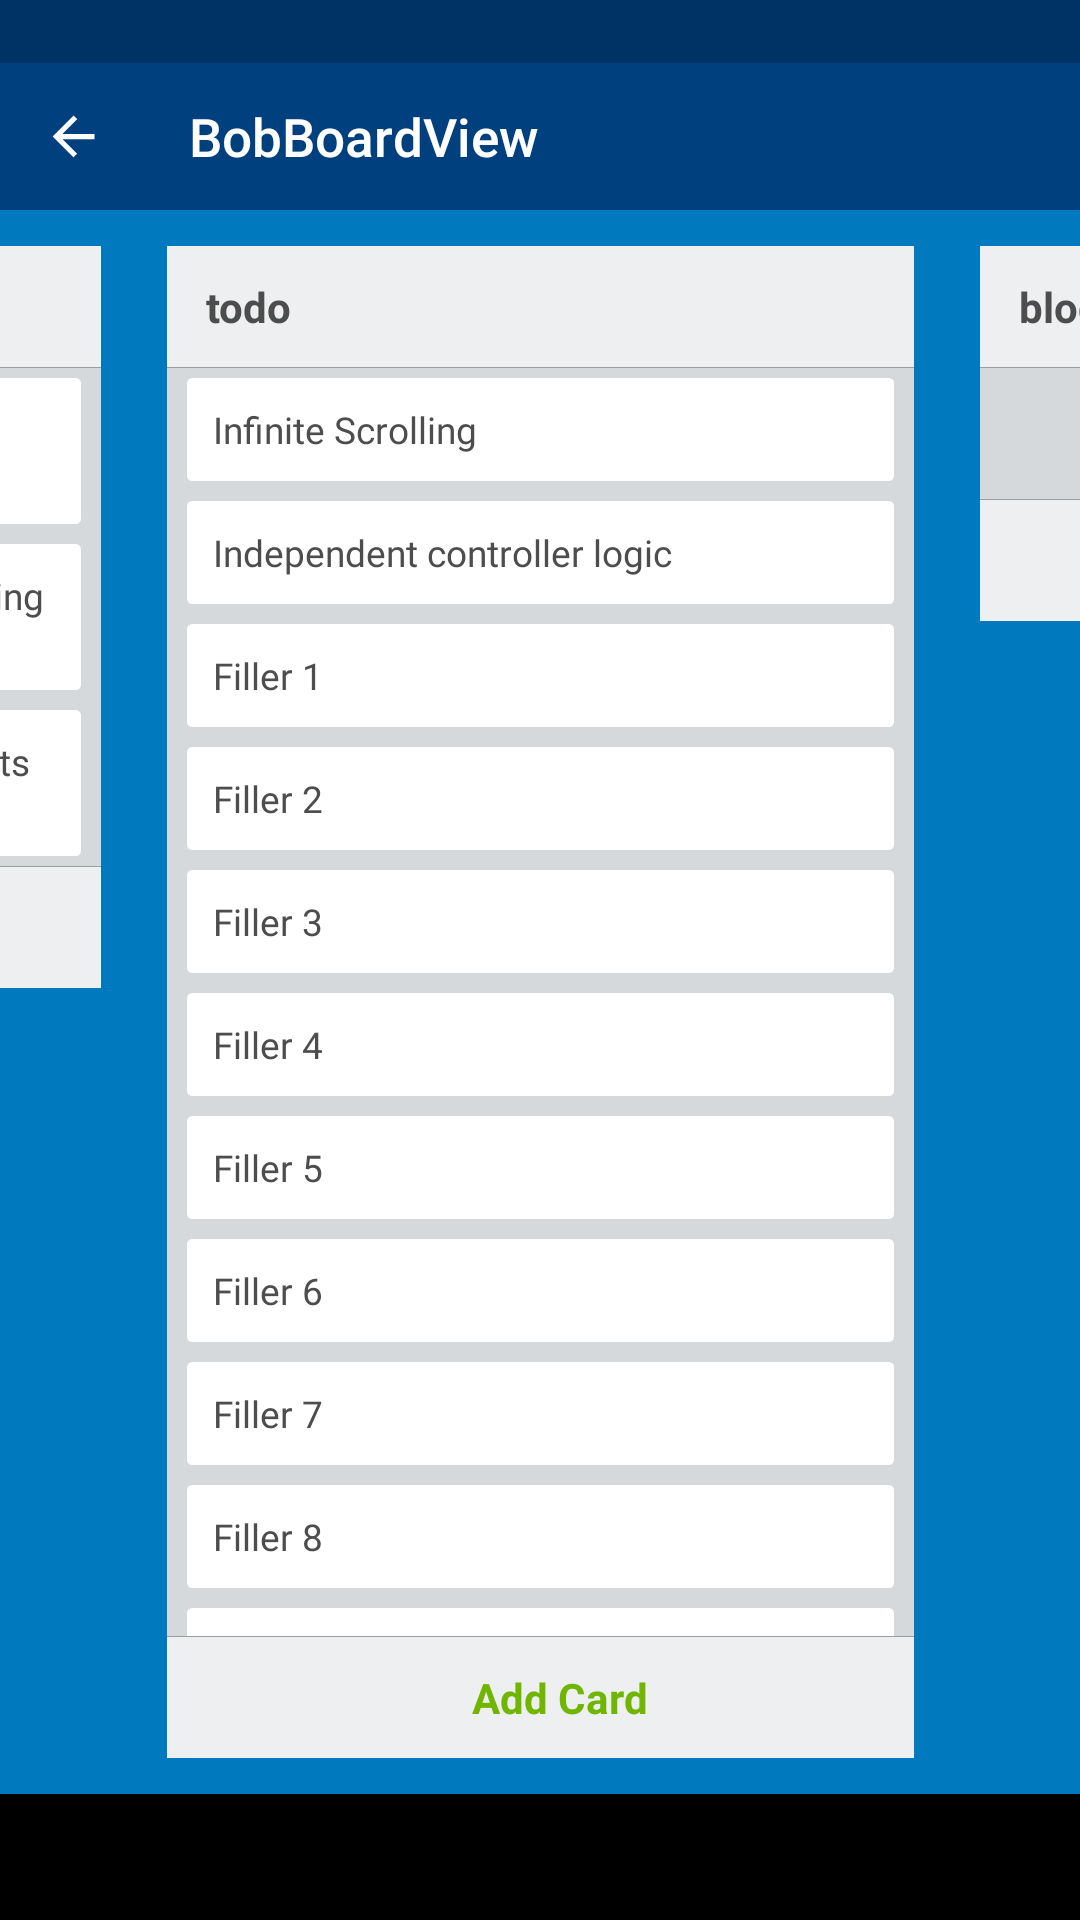 BobBoardView
todo
Infinite Scrolling
Independent controller logic
Filler 1
Filler 2
Filler 3
Filler 4
Filler 5
Filler 6
Filler 7
Filler 8
Add Card
ing
ts
blo